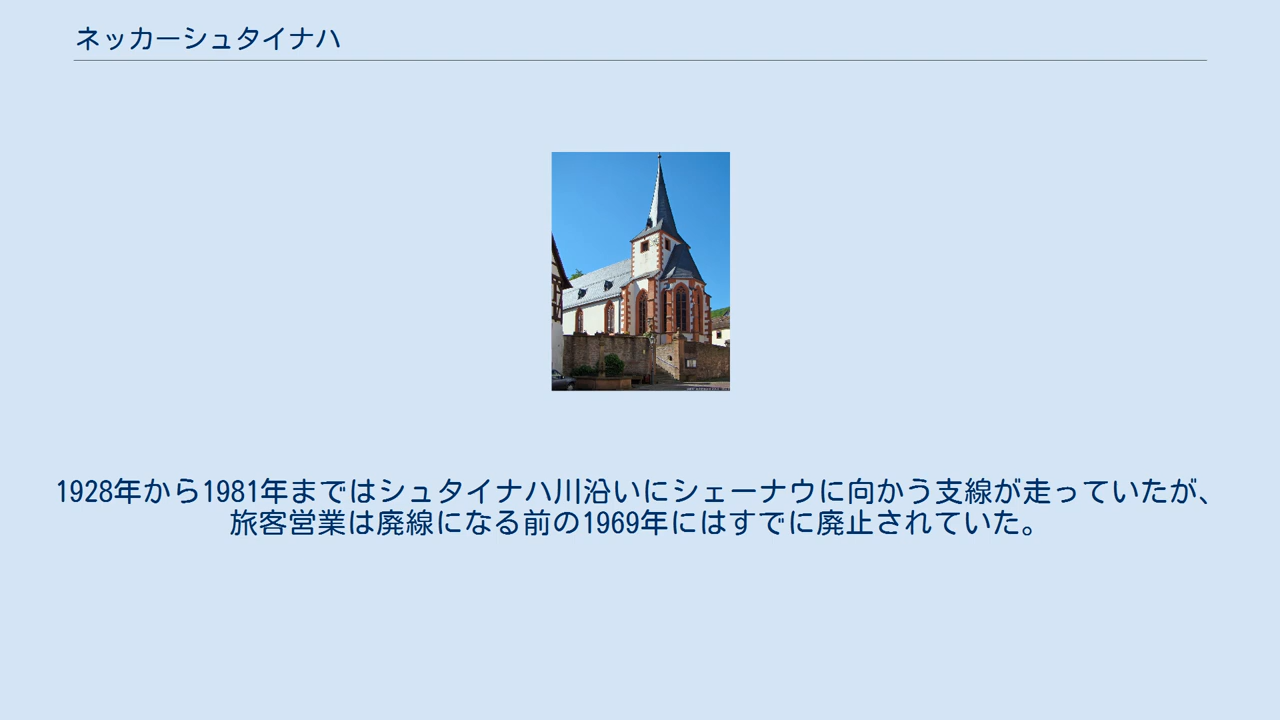 ネッカーシュタイナハ
1928年から1981年まではシュタイナハ川沿いにシェーナウに向かう支線が走っていたが、
旅客営業は廃線になる前の1969年にはすでに廃止されていた。